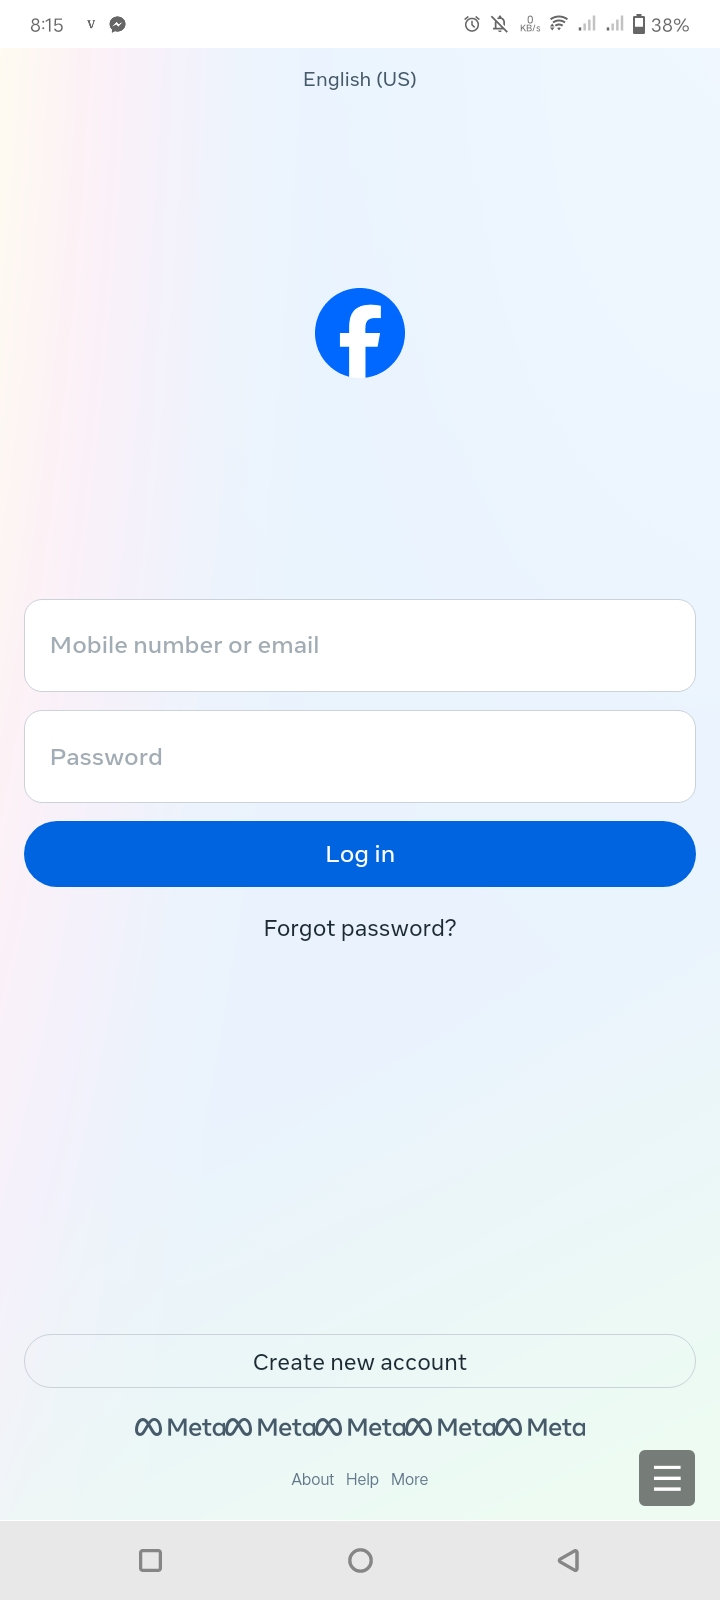 8:15 V 0 KB/s 38%
English (US)
Mobile number or email
Password
Log in
Forgot password?
Create new account
Meta Meta Meta Meta Meta
About Help More